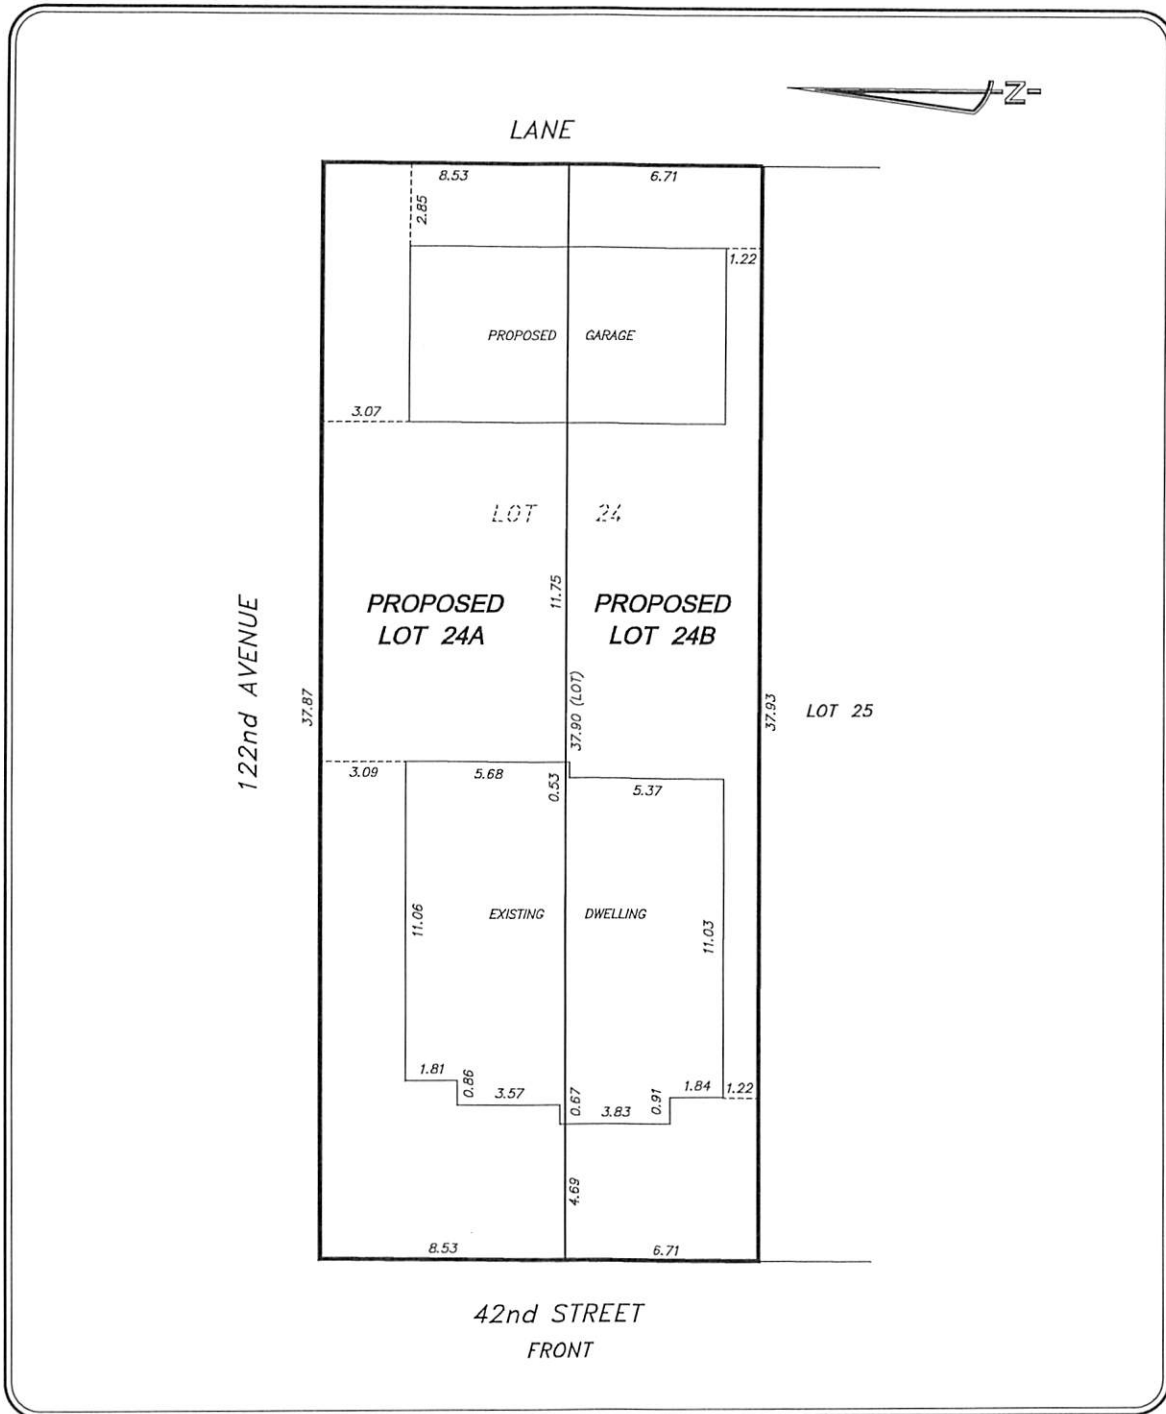 -Z-
LANE
8.53 6.71
2.85
1.22
PROPOSED GARAGE
3.07
LOT 24
11.75
PROPOSED
LOT 24A
PROPOSED
LOT 24B
122nd AVENUE
37.87
37.90 (LOT)
37.93
LOT 25
3.09 5.68 0.53 5.37
11.06
EXISTING DWELLING
11.03
1.81 0.86 3.57 0.67 3.83 0.91 1.84 1.22
4.69
8.53 6.71
42nd STREET
FRONT